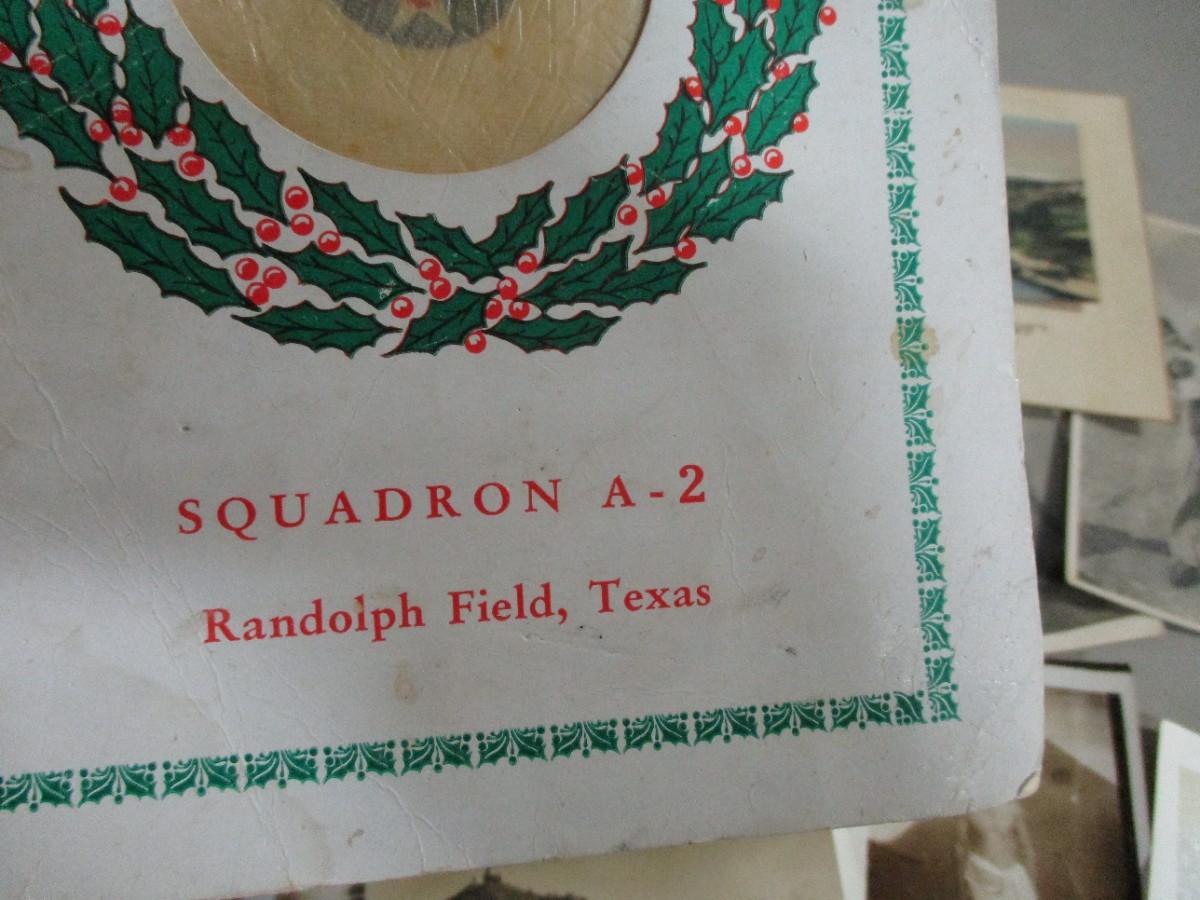 SQUADRON A-2
Randolph Field, Texas